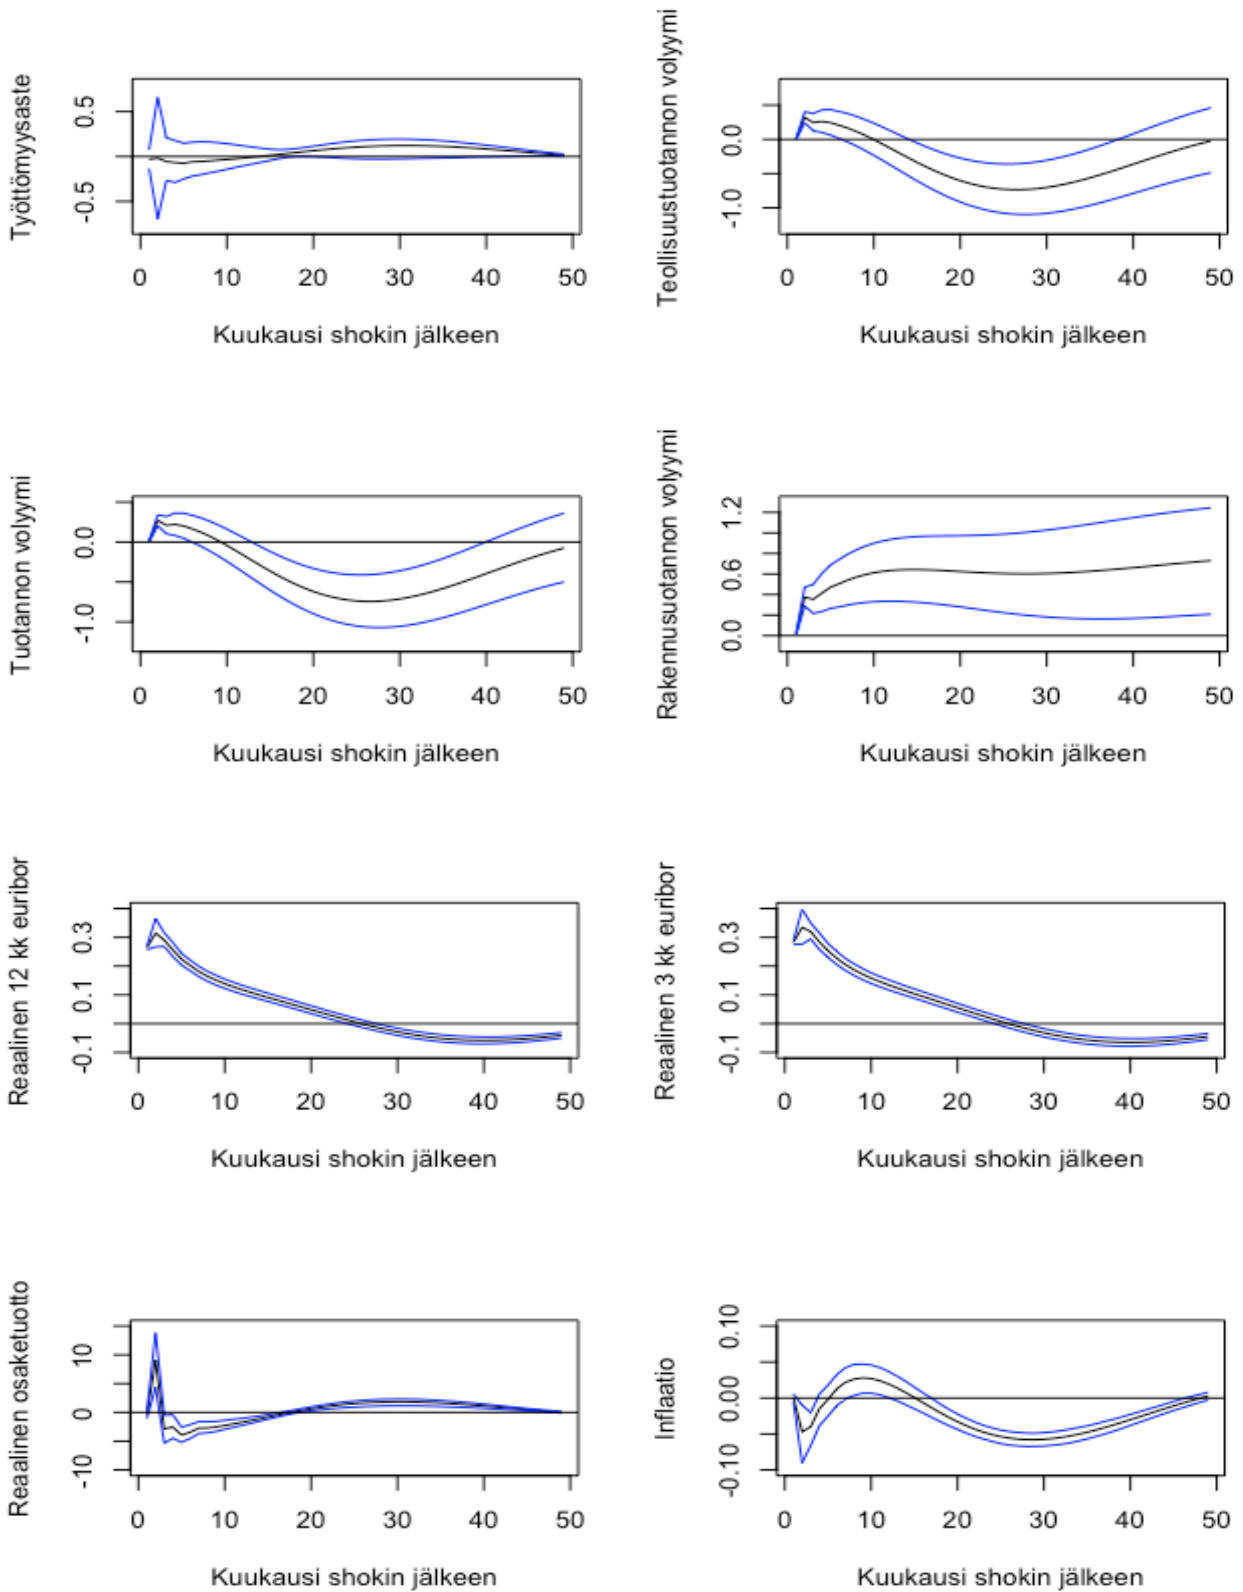 Työttömyysaste
0.5
-0.5
0 10 20 30 40 50
Kuukausi shokin jälkeen
Teollisuustuotannon volyymi
0.0
-1.0
0 10 20 30 40 50
Kuukausi shokin jälkeen
Tuotannon volyymi
0.0
-1.0
0 10 20 30 40 50
Kuukausi shokin jälkeen
Rakennusuotannon volyymi
1.2
0.6
0.0
0 10 20 30 40 50
Kuukausi shokin jälkeen
Reaalinen 12 kk euribor
0.3
0.1
-0.1
0 10 20 30 40 50
Kuukausi shokin jälkeen
Reaalinen 3 kk euribor
0.3
0.1
-0.1
0 10 20 30 40 50
Kuukausi shokin jälkeen
Reaalinen osaketuotto
10
0
-10
0 10 20 30 40 50
Kuukausi shokin jälkeen
Inflaatio
0.10
0.00
-0.10
0 10 20 30 40 50
Kuukausi shokin jälkeen